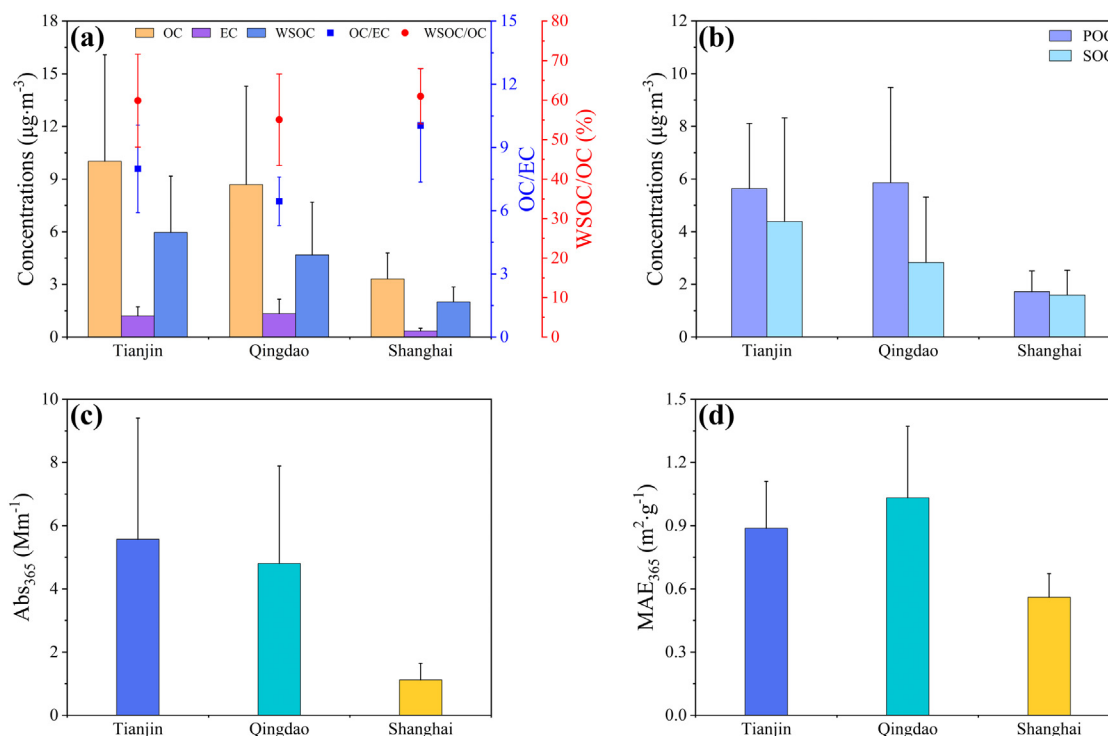 (a)
OC EC WSOC OC/EC WSOC/OC
Concentrations (μg·m⁻³)
0 3 6 9 12 15 18
OC/EC
0 3 6 9 12 15
WSOC/OC (%)
0 10 20 30 40 50 60 70 80
Tianjin Qingdao Shanghai
(b)
POC
SOC
Concentrations (μg·m⁻³)
0 2 4 6 8 10 12
Tianjin Qingdao Shanghai
(c)
Abs₃₆₅ (Mm⁻¹)
0 2 4 6 8 10
Tianjin Qingdao Shanghai
(d)
MAE₃₆₅ (m²·g⁻¹)
0.0 0.3 0.6 0.9 1.2 1.5
Tianjin Qingdao Shanghai